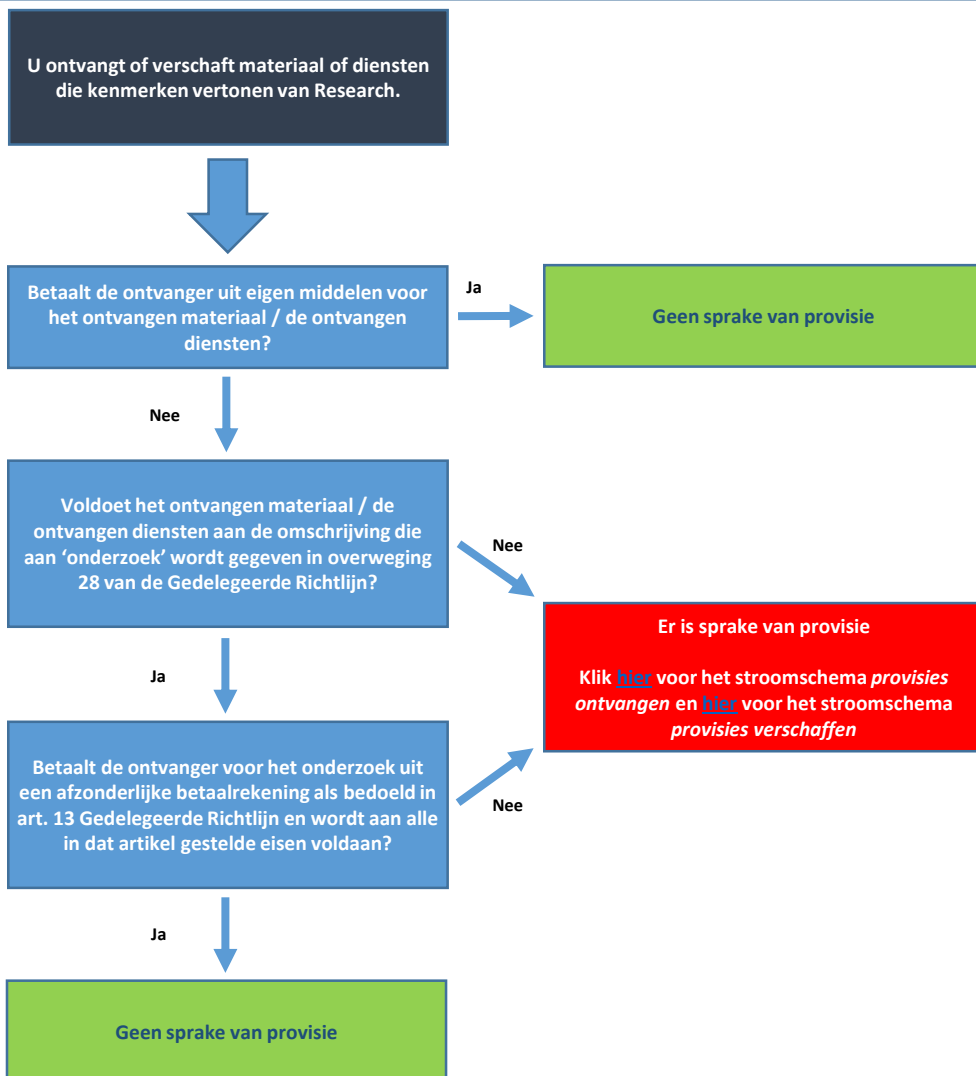 U ontvangt of verschaft materiaal of diensten
die kenmerken vertonen van Research.
Betaalt de ontvanger uit eigen middelen voor
het ontvangen materiaal / de ontvangen
diensten?
Ja
Geen sprake van provisie
Nee
Voldoet het ontvangen materiaal / de
ontvangen diensten aan de omschrijving die
aan ‘onderzoek’ wordt gegeven in overweging
28 van de Gedelegeerde Richtlijn?
Nee
Er is sprake van provisie
Klik hier voor het stroomschema provisies
ontvangen en hier voor het stroomschema
provisies verschaffen
Ja
Betaalt de ontvanger voor het onderzoek uit
een afzonderlijke betaalrekening als bedoeld in
art. 13 Gedelegeerde Richtlijn en wordt aan alle
in dat artikel gestelde eisen voldaan?
Nee
Ja
Geen sprake van provisie